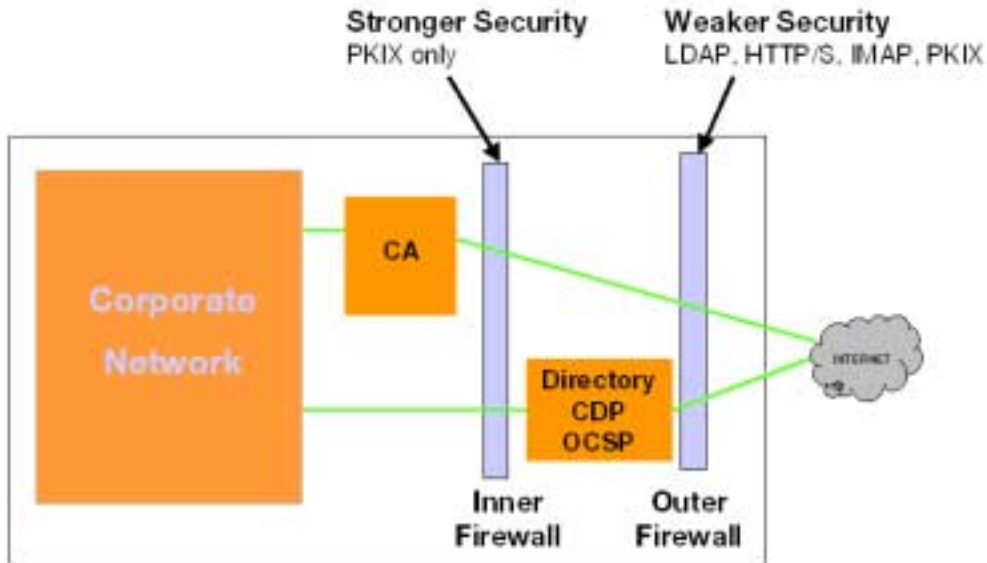 Stronger Security
PKIX only
Weaker Security
LDAP, HTTP/S, IMAP, PKIX
Corporate
Network
CA
Directory
CDP
OCSP
INTERNET
Inner
Firewall
Outer
Firewall